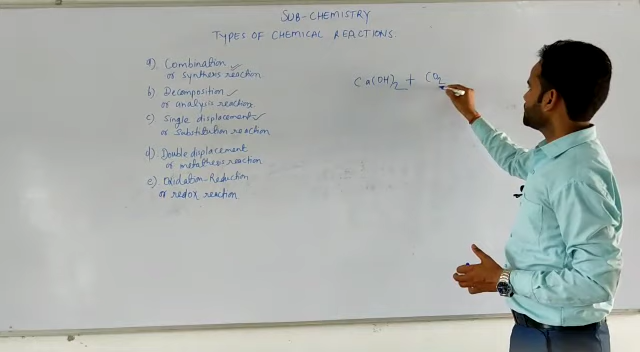 SUB-CHEMISTRY
TYPES OF CHEMICAL REACTIONS:
a) Combination ✓
or synthesis reaction
b) Decomposition ✓
or analysis reaction
c) Single displacement ✓
or substitution reaction
d) Double displacement
or metathesis reaction
e) Oxidation-Reduction
or redox reaction
Ca(OH)2 + CO2